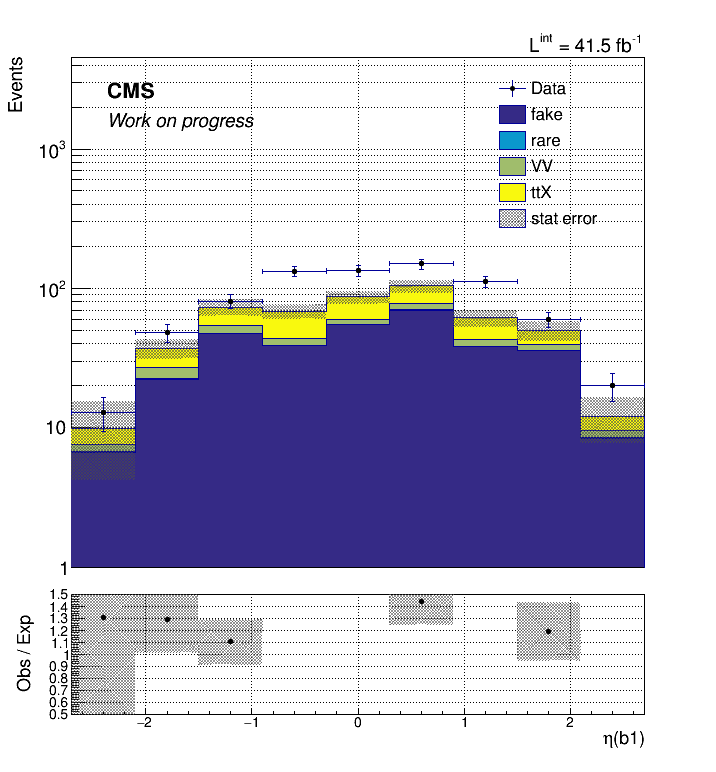 L^int = 41.5 fb^-1
Events
CMS
Work on progress
Data
fake
rare
VV
ttX
stat error
10^3
10^2
10
1
Obs / Exp
1.5
1.4
1.3
1.2
1.1
1
0.9
0.8
0.7
0.6
0.5
−2 −1 0 1 2
η(b1)